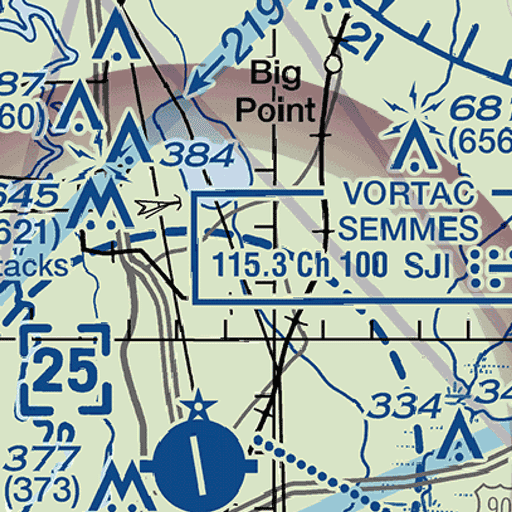 219
21
Big
Point
87
60)
384
681
(656
645
621)
tacks
VORTAC
SEMMES
115.3 Ch 100 SJI
25
334
34
377
(373)
90